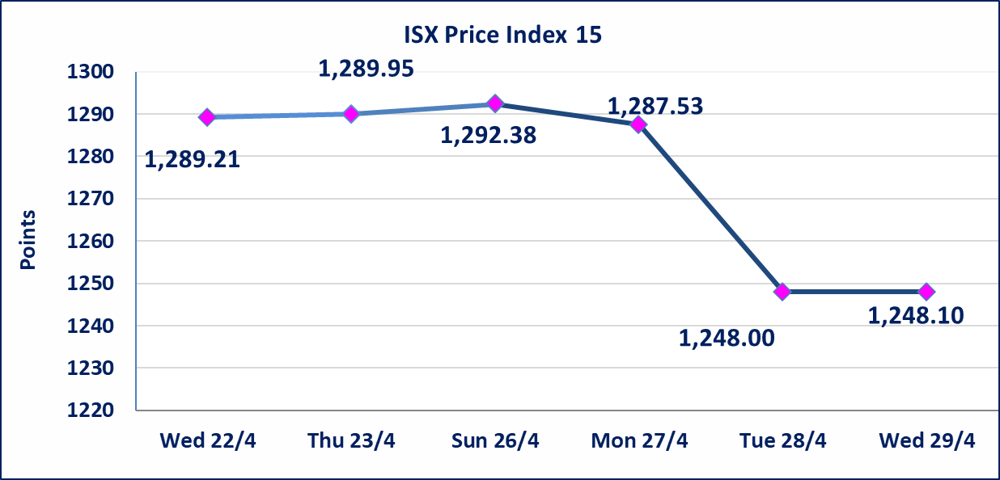 ISX Price Index 15
1300
1290
1280
1270
1260
1250
1240
1230
1220
Points
1,289.21
1,289.95
1,292.38
1,287.53
1,248.00
1,248.10
Wed 22/4
Thu 23/4
Sun 26/4
Mon 27/4
Tue 28/4
Wed 29/4